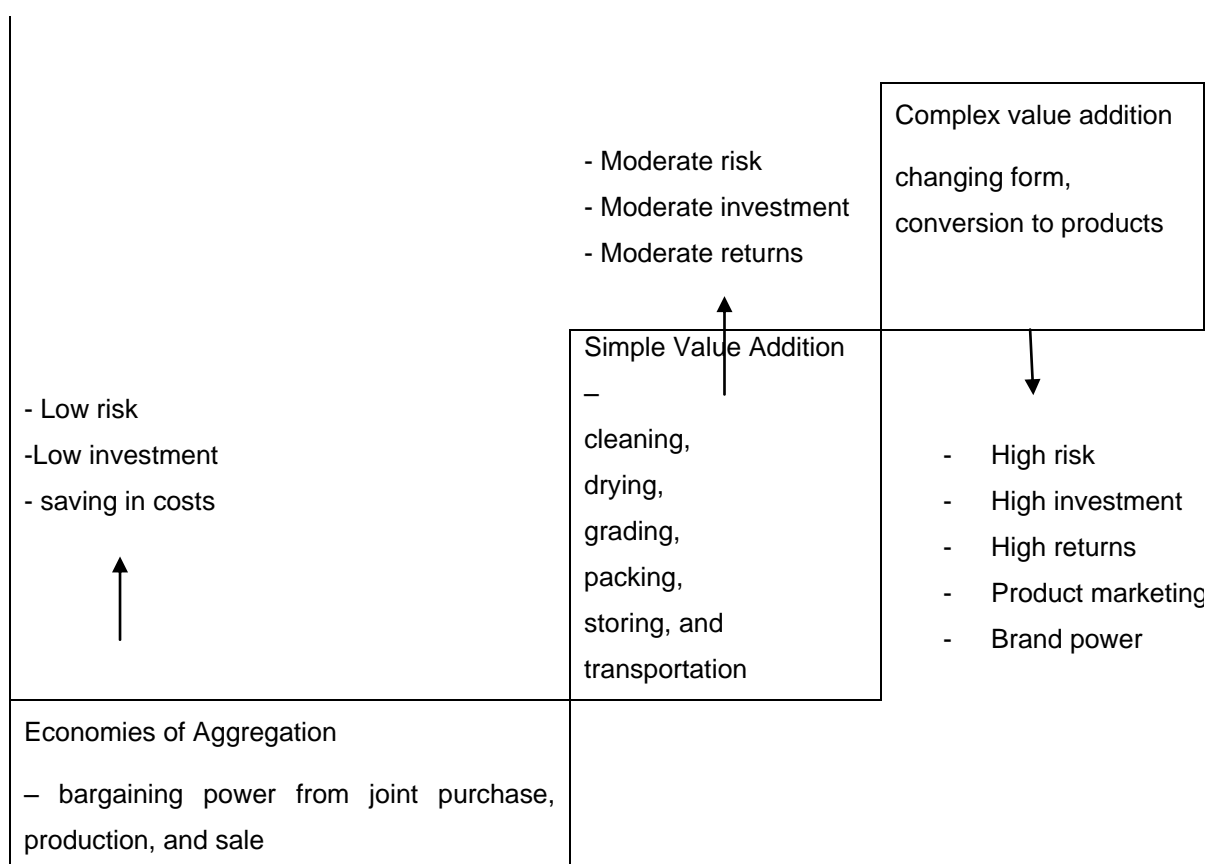 Complex value addition
changing form,
conversion to products
- Moderate risk
- Moderate investment
- Moderate returns
Simple Value Addition
–
cleaning,
drying,
grading,
packing,
storing, and
transportation
- Low risk
-Low investment
- saving in costs
- High risk
- High investment
- High returns
- Product marketing
- Brand power
Economies of Aggregation
– bargaining power from joint purchase,
production, and sale